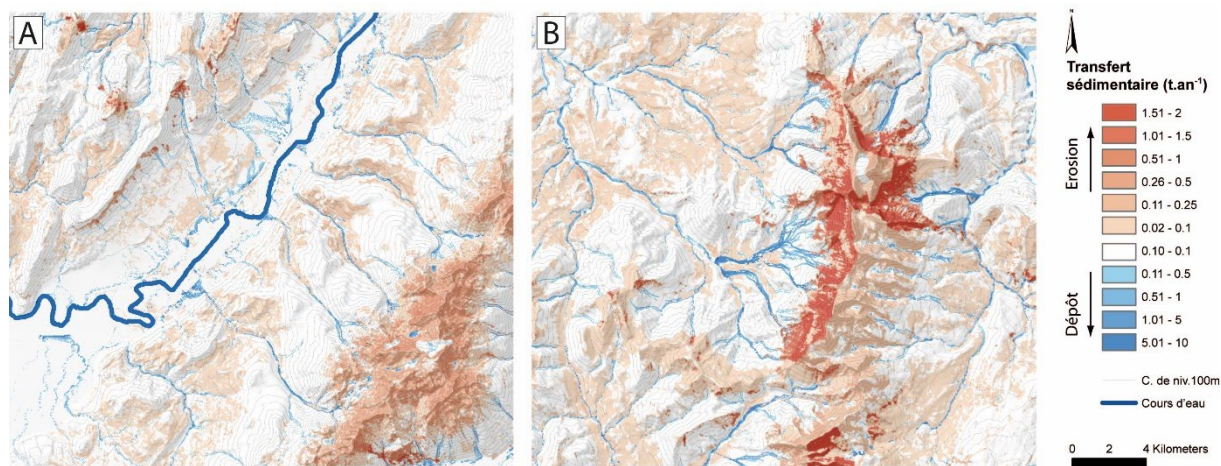 A
B
N
Transfert
sédimentaire (t.an⁻¹)
Erosion
Dépôt
1.51 - 2
1.01 - 1.5
0.51 - 1
0.26 - 0.5
0.11 - 0.25
0.02 - 0.1
0.10 - 0.1
0.11 - 0.5
0.51 - 1
1.01 - 5
5.01 - 10
C. de niv.100m
Cours d'eau
0 2 4 Kilometers